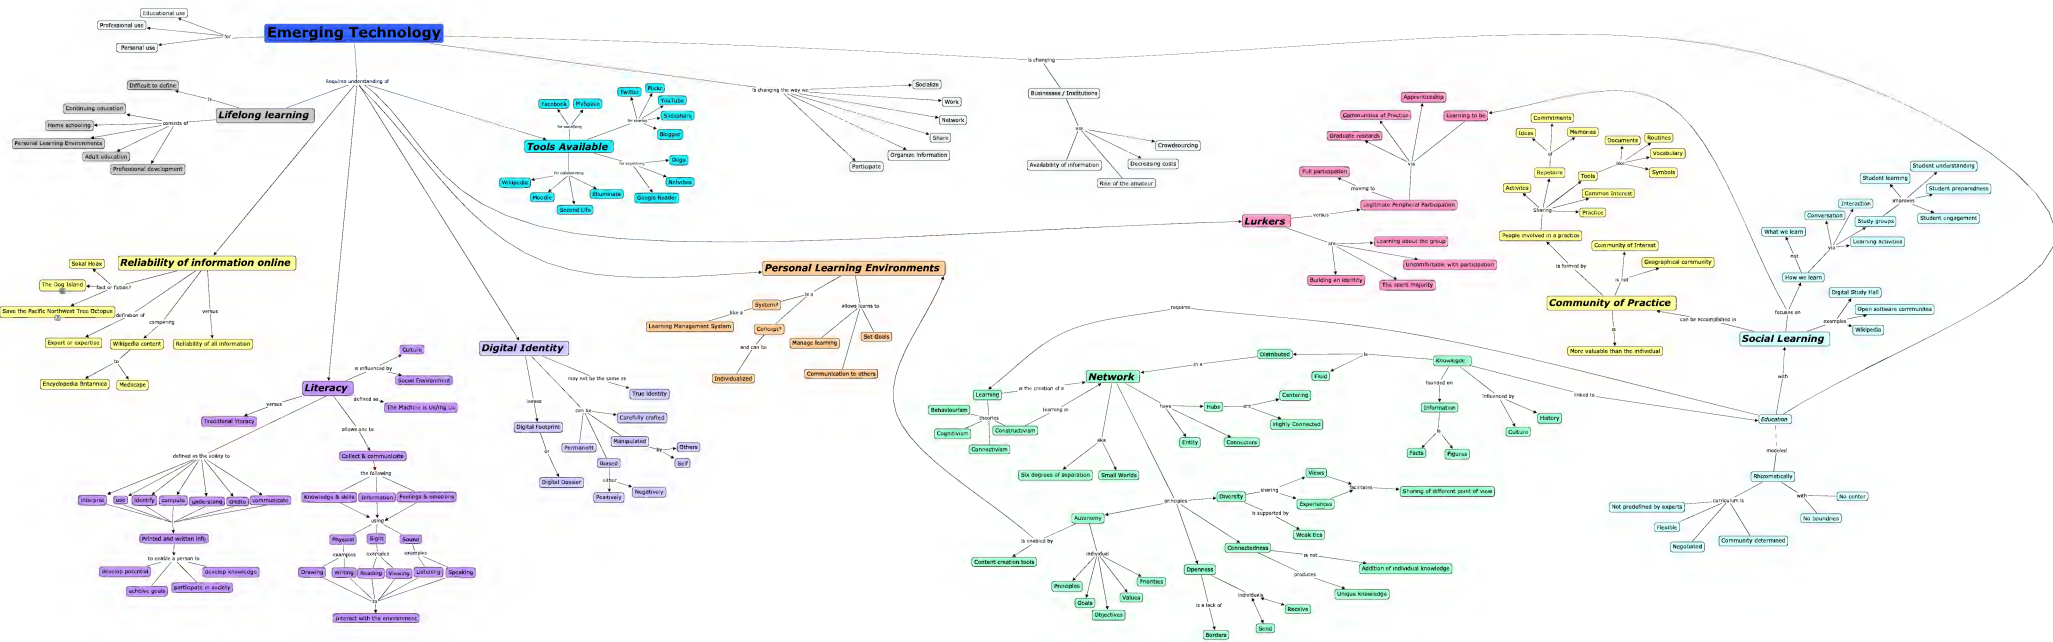 Emerging Technology
for
Educational use
Professional use
Personal use
Requires understanding of
is changing the way we
Socialize
Work
Network
Share
Organize Information
Participate
is changing
Businesses / Institutions
via
Availability of information
Rise of the amateur
Decreasing costs
Crowdsourcing
Lifelong learning
is
Difficult to define
consists of
Continuing education
Home schooling
Personal Learning Environments
Adult education
Professional development
Tools Available
for socializing
Facebook
MySpace
for sharing
Twitter
Flickr
YouTube
Slideshare
Blogger
for organizing
Diigo
Netvibes
Google Reader
for collaborating
Wikipedia
Moodle
Second Life
Elluminate
Lurkers
versus
Legitimate Peripheral Participation
moving to
Full participation
via
Graduate research
Communities of Practice
Apprenticeship
Learning to be
are
Learning about the group
Uncomfortable with participation
The silent majority
Building an identity
Reliability of information online
fact or fiction?
Sokal Hoax
The Dog Island
Save the Pacific Northwest Tree Octopus
definition of
Expert or expertise
comparing
Wikipedia content
to
Encyclopedia Britannica
Medscape
versus
Reliability of all information
Personal Learning Environments
is a
System?
like a
Learning Management System
Concept?
and can be
Individualized
allows learns to
Manage learning
Communication to others
Set Goals
Digital Identity
leaves
Digital Footprint
or
Digital Dossier
can be
Permanent
Biased
either
Positively
Negatively
Manipulated
by
Others
Self
Carefully crafted
may not be the same as
True identity
Literacy
is influenced by
Culture
Social Environment
defined as
The Machine is Us/ing Us
versus
Traditional literacy
defined as the ability to
interpret
use
identify
compute
understand
create
communicate
Printed and written info
to enable a person to
develop potential
achieve goals
participate in society
develop knowledge
allows one to
Collect & communicate
the following
Knowledge & skills
Information
Feelings & emotions
using
Physical
Sight
Sound
examples
examples
examples
Drawing
Writing
Reading
Viewing
Listening
Speaking
to
Interact with the environment
Community of Practice
is formed by
People involved in a practice
Sharing
Activites
Repetoire
of
Ideas
Commitments
Memories
Tools
like
Documents
Routines
Vocabulary
Symbols
Common Interest
Practice
is not
Community of Interest
Geographical community
is
More valuable than the individual
can be accomplished in
Social Learning
focuses on
How we learn
not
What we learn
via
Conversation
Interaction
Study groups
Learning activities
improves
Student learning
Student understanding
Student preparedness
Student engagement
examples
Digital Study Hall
Open software communities
Wikipedia
with
Education
requires
linked to
modeled
Rhizomatically
curriculum is
Not predefined by experts
Flexible
Negotiated
Community determined
with
No center
No boundries
Network
Learning
is the creation of a
theories
Behaviourism
Cognitivism
Connectivism
Constructivism
learning in
in a
Distributed
is
Fluid
Knowlegde
founded on
Information
is
Facts
Figures
influenced by
Culture
History
have
Hubs
are
Centering
Highly Connected
Entity
Connectors
aka
Six degrees of separation
Small Worlds
principles
Autonomy
is enabled by
Content creation tools
individual
Principles
Goals
Objectives
Values
Priorities
Diversity
sharing
Views
Experiences
facilitates
Sharing of different point of view
is supported by
Weak ties
Connectedness
is not
Addition of individual knowledge
produces
Unique knowledge
Openness
is a lack of
Borders
individuals
Send
Receive